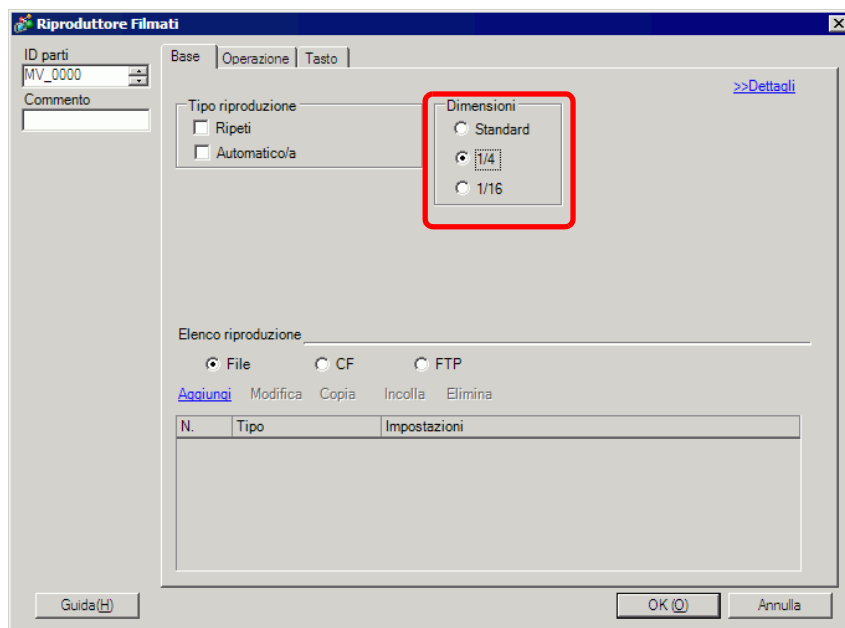 Riproduttore Filmati
ID parti
MV_0000
Commento
Base Operazione Tasto
>>Dettagli
Tipo riproduzione
Ripeti
Automatico/a
Dimensioni
Standard
1/4
1/16
Elenco riproduzione
File CF FTP
Aggiungi Modifica Copia Incolla Elimina
N. Tipo Impostazioni
Guida(H) OK (O) Annulla